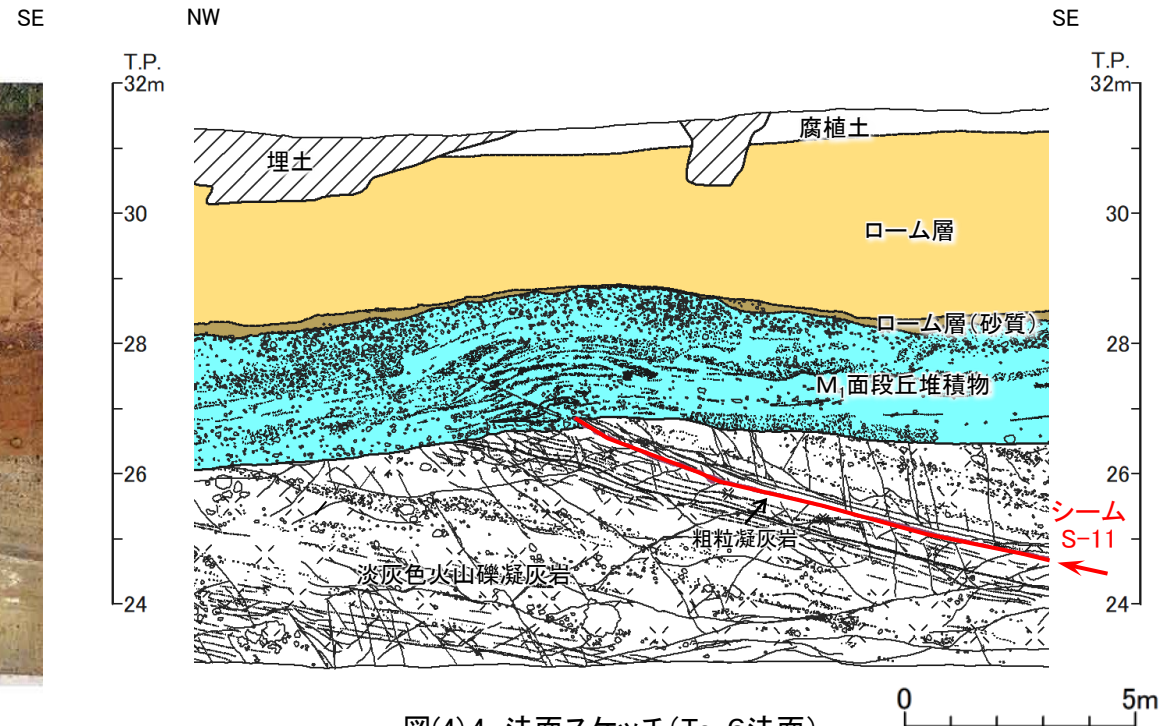 SE
NW
SE
T.P.
T.P.
32m
32m
腐植土
埋土
30
30
ローム層
ローム層(砂質)
28
28
M1面段丘堆積物
26
26
シーム
S-11
粗粒凝灰岩
淡灰色火山礫凝灰岩
24
24
0
5m